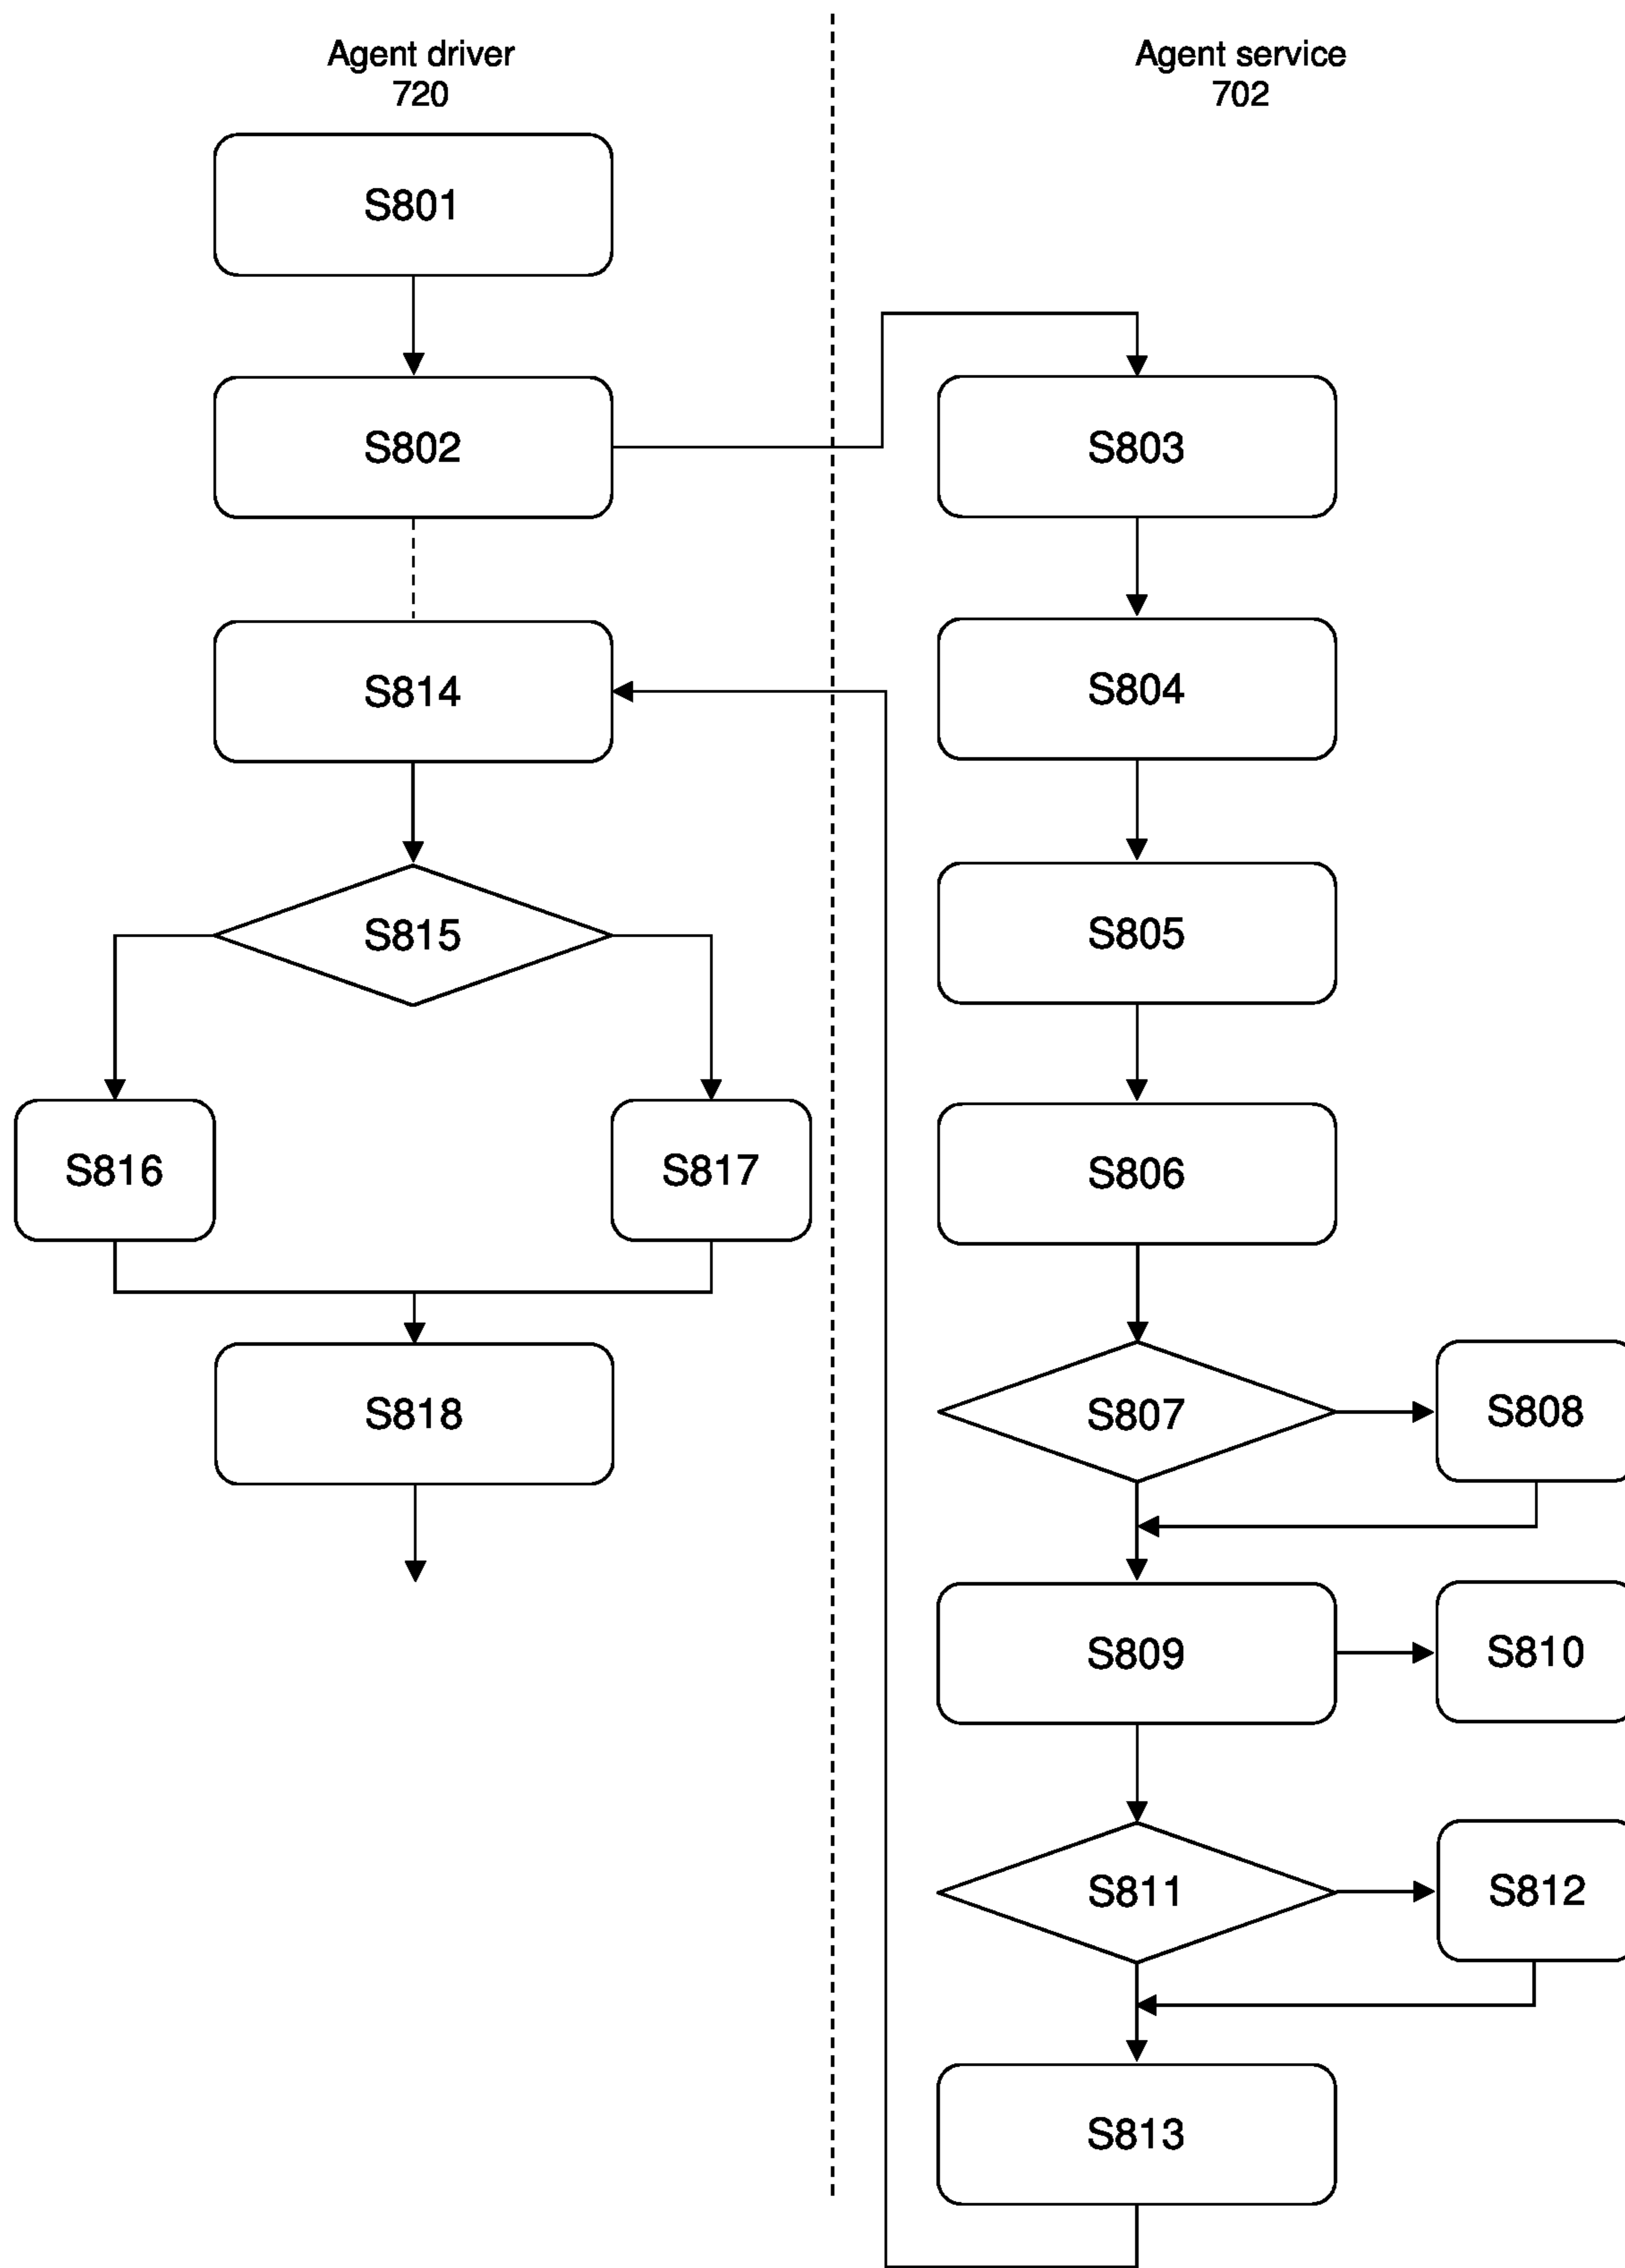 Agent driver
720
Agent service
702
S801
S802
S803
S814
S804
S815
S805
S816
S817
S806
S818
S807
S808
S809
S810
S811
S812
S813